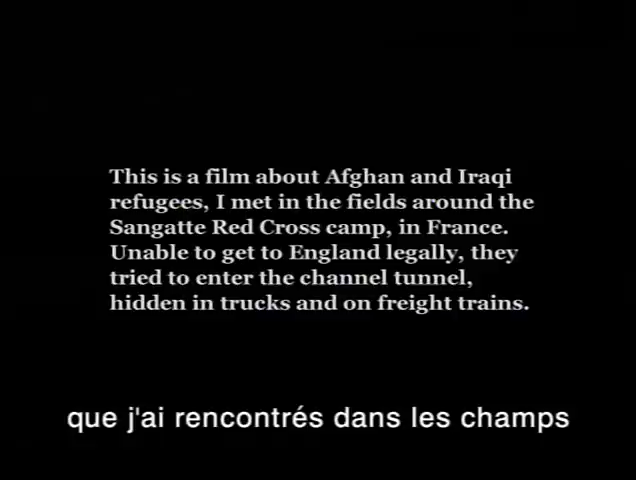 This is a film about Afghan and Iraqi
refugees, I met in the fields around the
Sangatte Red Cross camp, in France.
Unable to get to England legally, they
tried to enter the channel tunnel,
hidden in trucks and on freight trains.
que j'ai rencontrés dans les champs